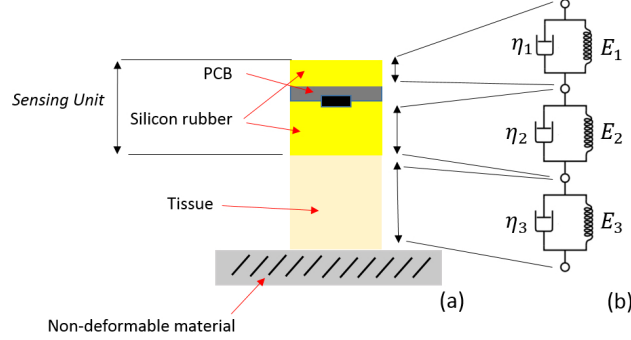 PCB
Sensing Unit
Silicon rubber
Tissue
Non-deformable material
(a)
η1 E1
η2 E2
η3 E3
(b)